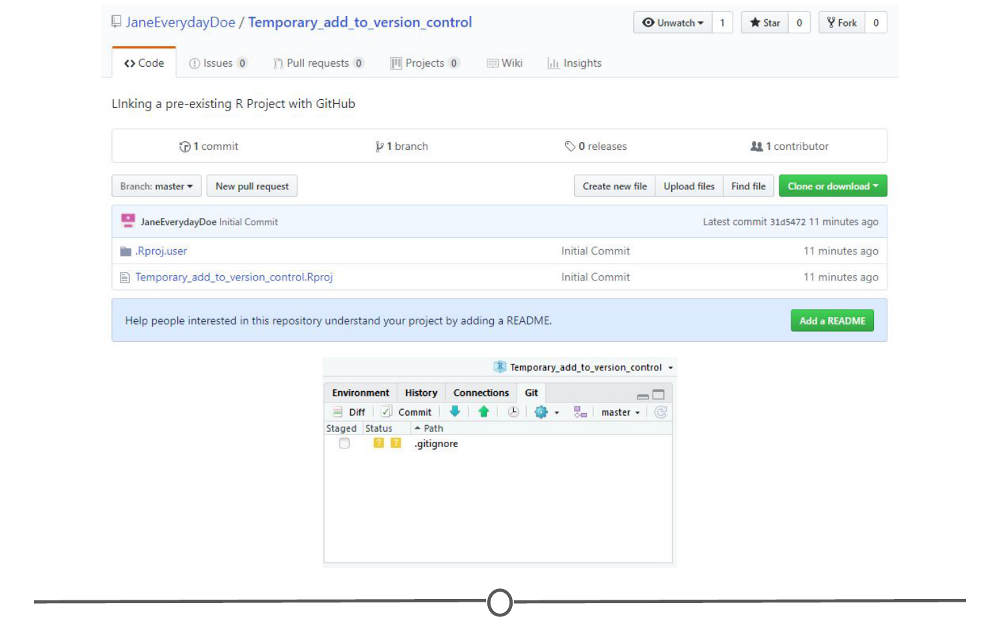 JaneEverydayDoe / Temporary_add_to_version_control
Unwatch 1 Star 0 Fork 0
Code Issues 0 Pull requests 0 Projects 0 Wiki Insights
LInking a pre-existing R Project with GitHub
1 commit 1 branch 0 releases 1 contributor
Branch: master New pull request Create new file Upload files Find file Clone or download
JaneEverydayDoe Initial Commit Latest commit 31d5472 11 minutes ago
.Rproj.user Initial Commit 11 minutes ago
Temporary_add_to_version_control.Rproj Initial Commit 11 minutes ago
Help people interested in this repository understand your project by adding a README. Add a README
R Temporary_add_to_version_control
Environment History Connections Git
Diff Commit master
Staged Status Path
? ? .gitignore